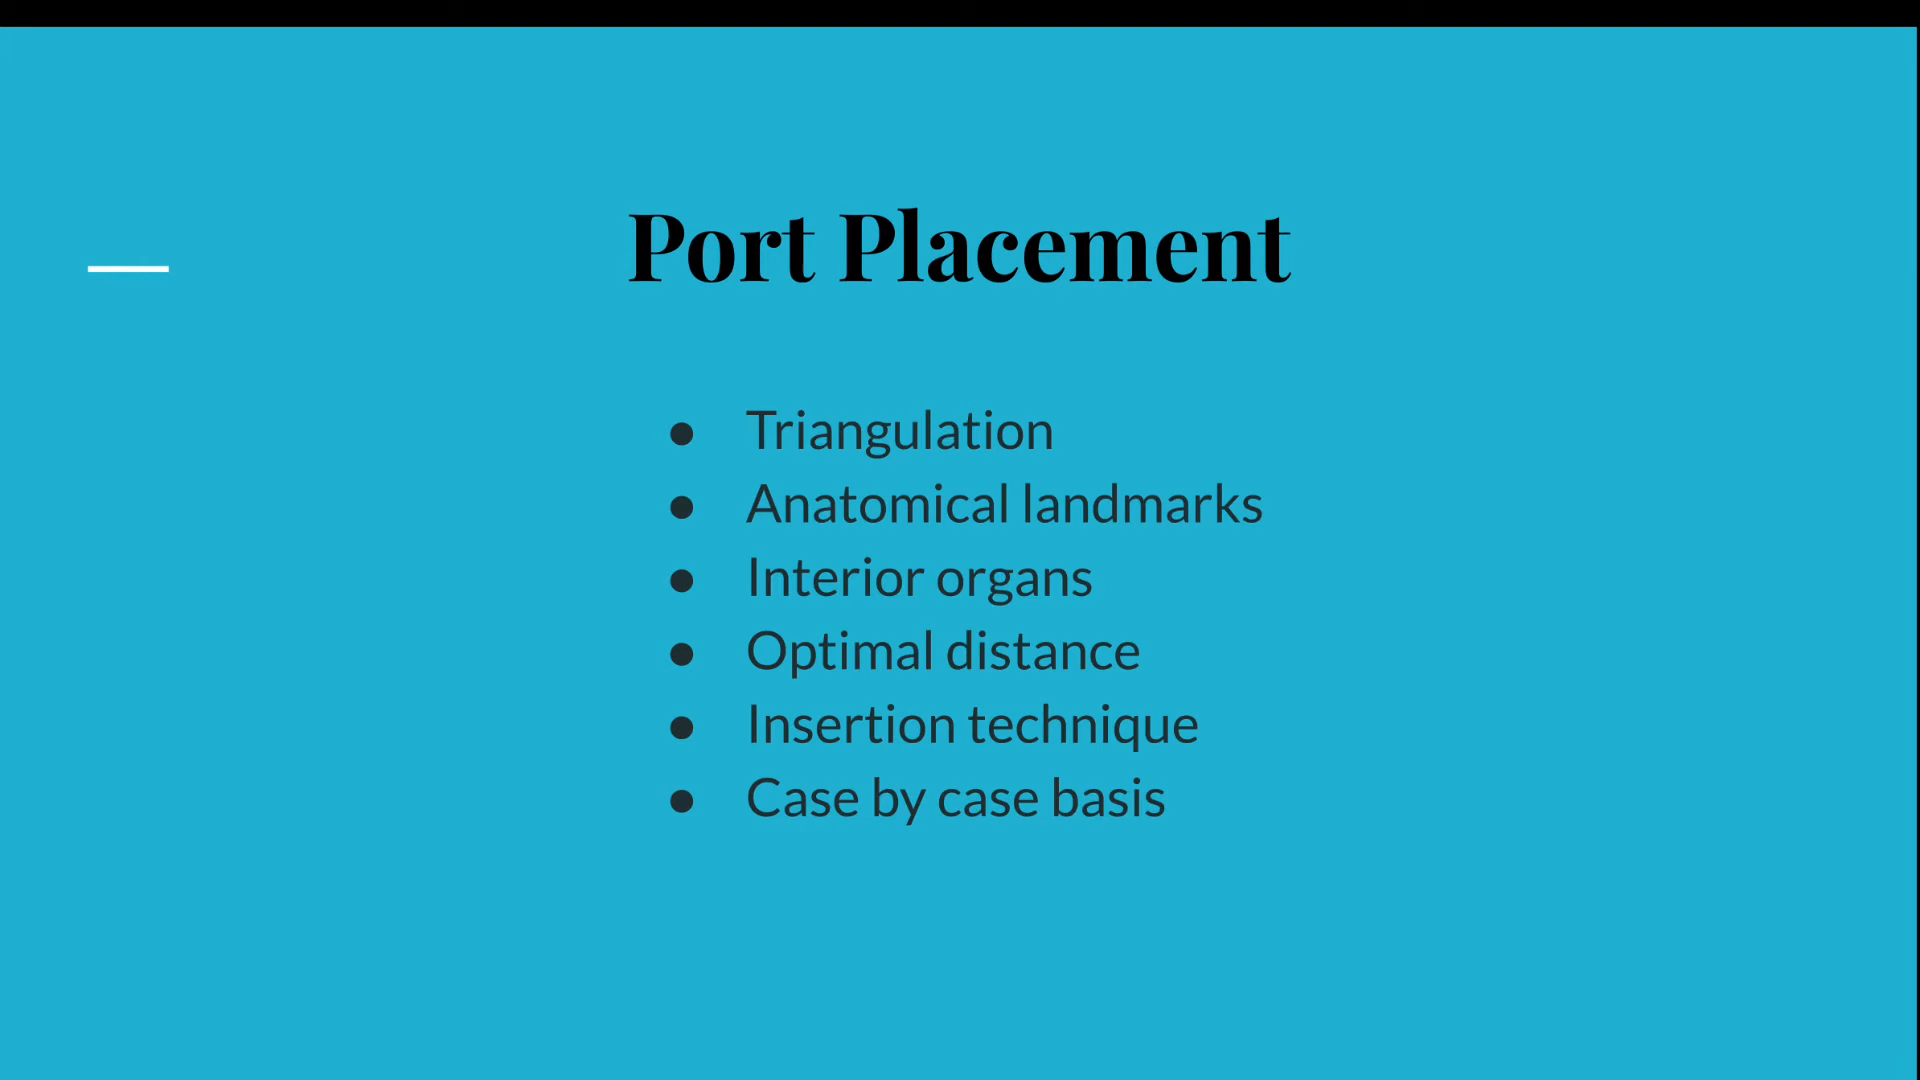 Port Placement
● Triangulation
● Anatomical landmarks
● Interior organs
● Optimal distance
● Insertion technique
● Case by case basis